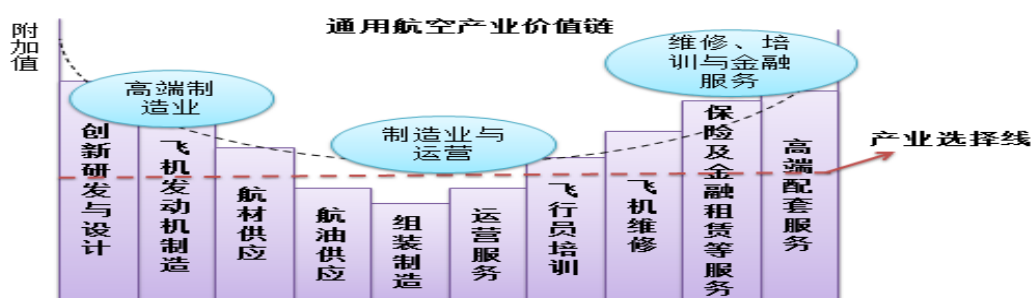 通用航空产业价值链
附加值
高端制
造业
制造业与
运营
维修、培
训与金融
服务
产业选择线
创新研发与设计
飞机发动机制造
航材供应
航油供应
组装制造
运营服务
飞行员培训
飞机维修
保险及金融租赁等服务
高端配套服务